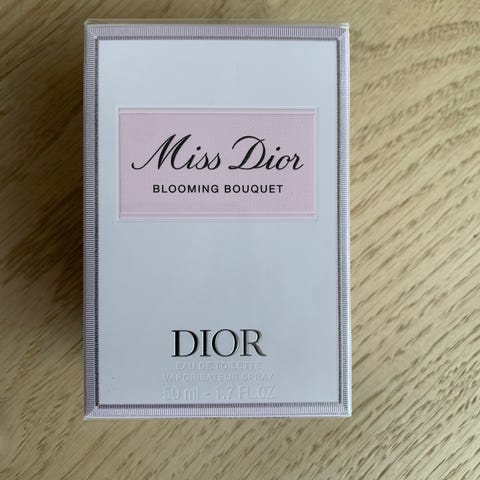 Miss Dior
BLOOMING BOUQUET
DIOR
EAU DE TOILETTE
VAPORISATEUR SPRAY
50 mL - 1.7 FL.OZ